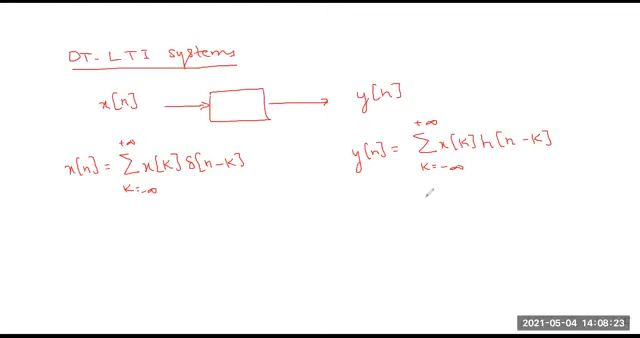 DT-LTI systems
x[n] → y[n]
x[n] = +∞ ∑ K=-∞ x[K] δ[n-K]
y[n] = +∞ ∑ K=-∞ x[K] h[n-K]
2021-05-04 14:08:23